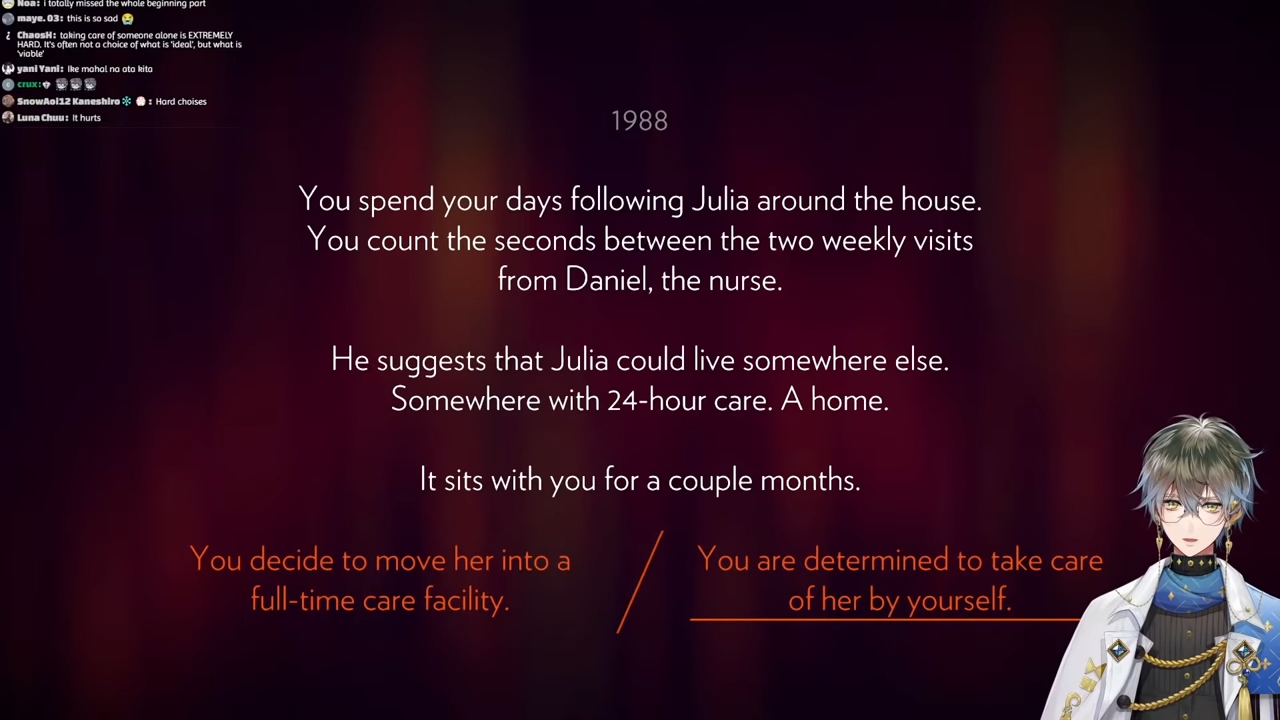 Noa: i totally missed the whole beginning part
maye. 03: this is so sad 😭
ChaosH: taking care of someone alone is EXTREMELY
HARD. It's often not a choice of what is 'ideal', but what is
'viable'
yani Yani: Ike mahal na ata kita
crux:
SnowAoi12 Kaneshiro❄ : Hard choises
Luna Chuu: It hurts
1988
You spend your days following Julia around the house.
You count the seconds between the two weekly visits
from Daniel, the nurse.
He suggests that Julia could live somewhere else.
Somewhere with 24-hour care. A home.
It sits with you for a couple months.
You decide to move her into a
full-time care facility.
You are determined to take care
of her by yourself.